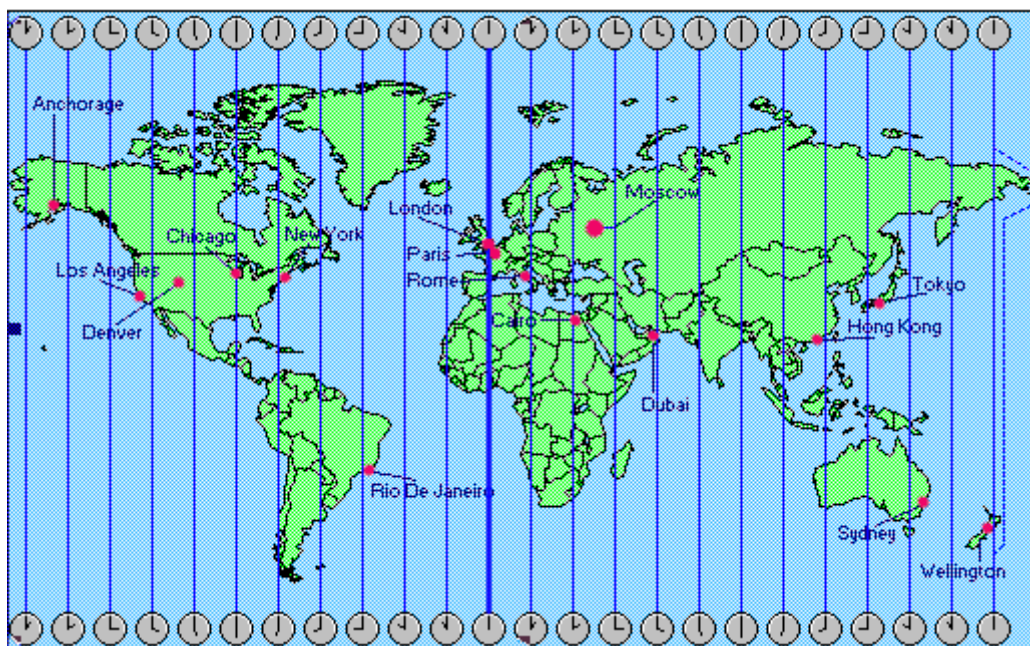 Anchorage
London
Moscow
Chicago
New York
Paris
Los Angeles
Rome
Tokyo
Denver
Cairo
Hong Kong
Dubai
Rio De Janeiro
Sydney
Wellington